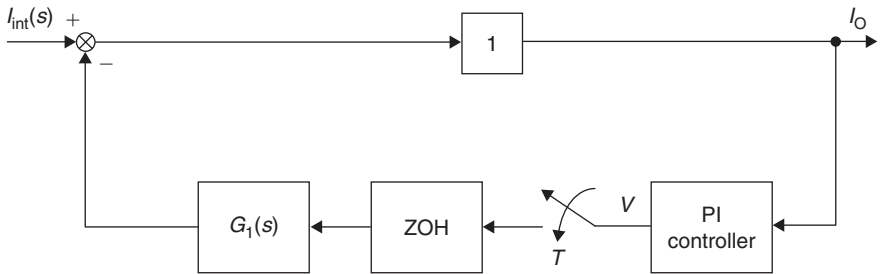 I_int(s) +
−
1
I_O
G_1(s)
ZOH
T
V
PI
controller